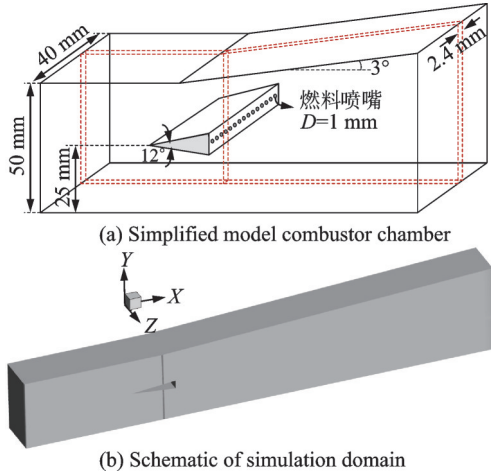 40 mm
2.4 mm
3°
燃料喷嘴
D=1 mm
50 mm
25 mm
12°
(a) Simplified model combustor chamber
Y
X
Z
(b) Schematic of simulation domain